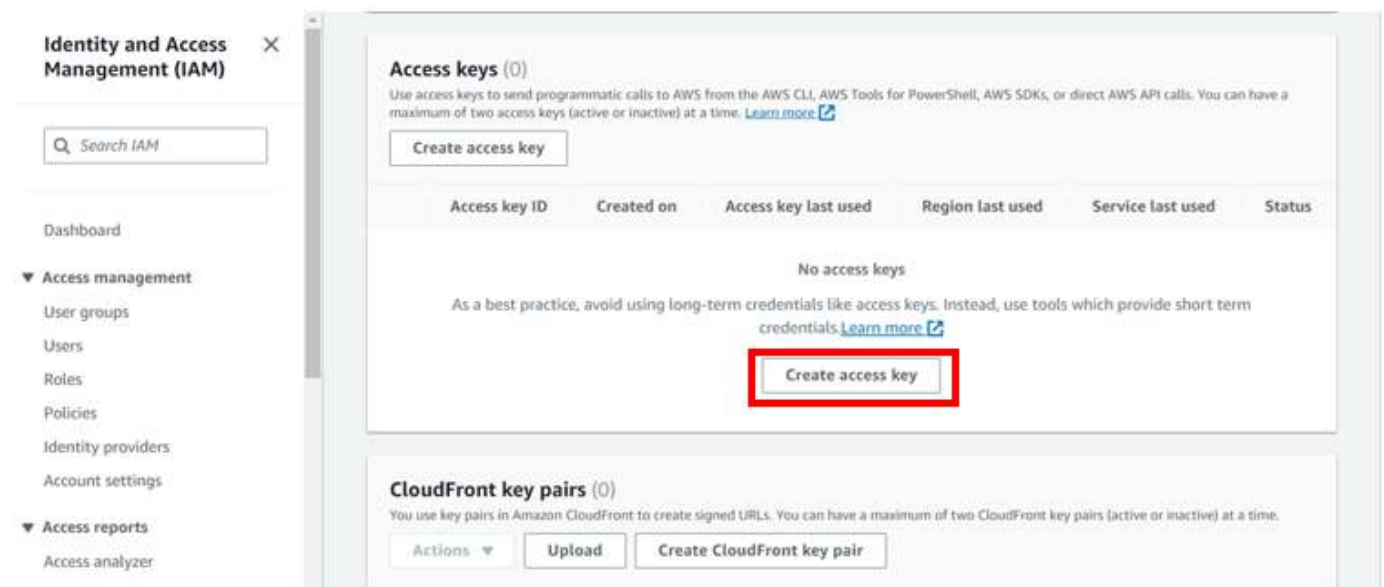 Identity and Access
Management (IAM)
Search IAM
Dashboard
Access management
User groups
Users
Roles
Policies
Identity providers
Account settings
Access reports
Access analyzer
Access keys (0)
Use access keys to send programmatic calls to AWS from the AWS CLI, AWS Tools for PowerShell, AWS SDKs, or direct AWS API calls. You can have a
maximum of two access keys (active or inactive) at a time. Learn more
Create access key
Access key ID Created on Access key last used Region last used Service last used Status
No access keys
As a best practice, avoid using long-term credentials like access keys. Instead, use tools which provide short term
credentials. Learn more
Create access key
CloudFront key pairs (0)
You use key pairs in Amazon CloudFront to create signed URLs. You can have a maximum of two CloudFront key pairs (active or inactive) at a time.
Actions Upload Create CloudFront key pair